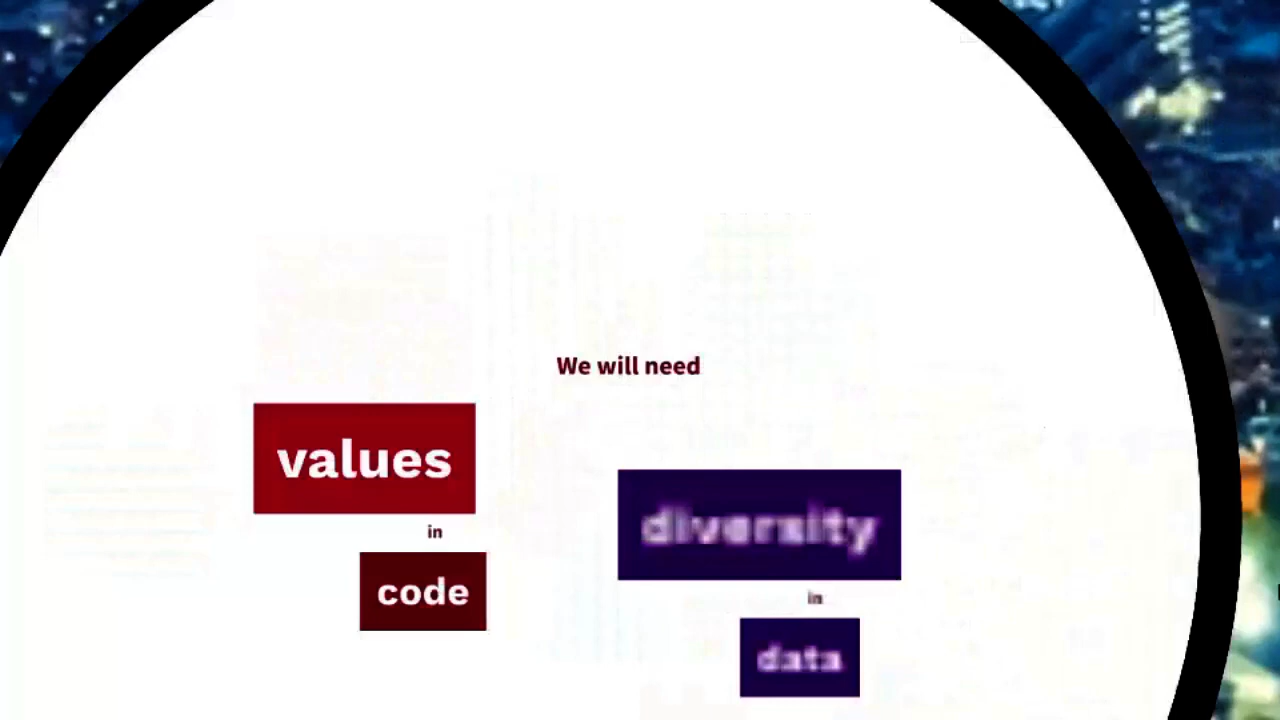 We will need
values
in
code
diversity
in
data